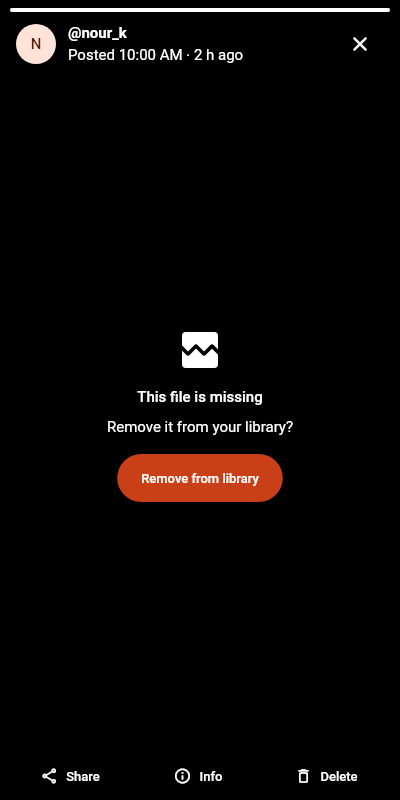 N
@nour_k
Posted 10:00 AM · 2 h ago
This file is missing
Remove it from your library?
Remove from library
Share
Info
Delete